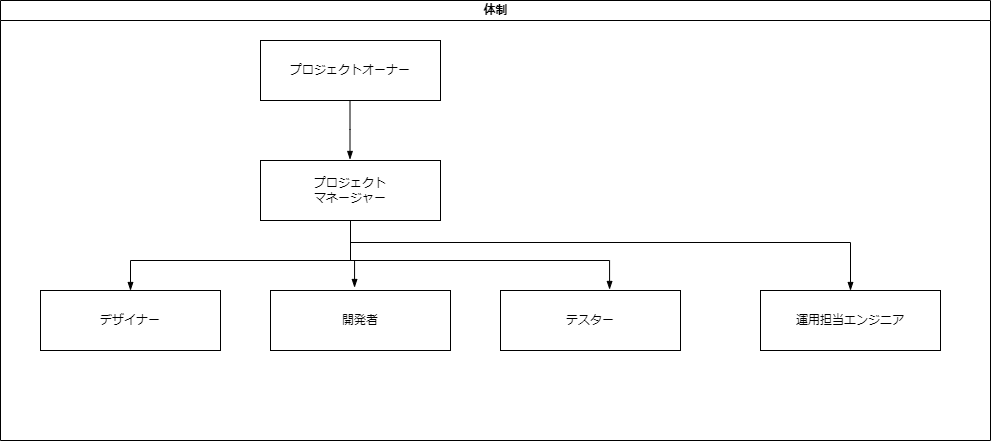 体制
プロジェクトオーナー
プロジェクト
マネージャー
デザイナー
開発者
テスター
運用担当エンジニア